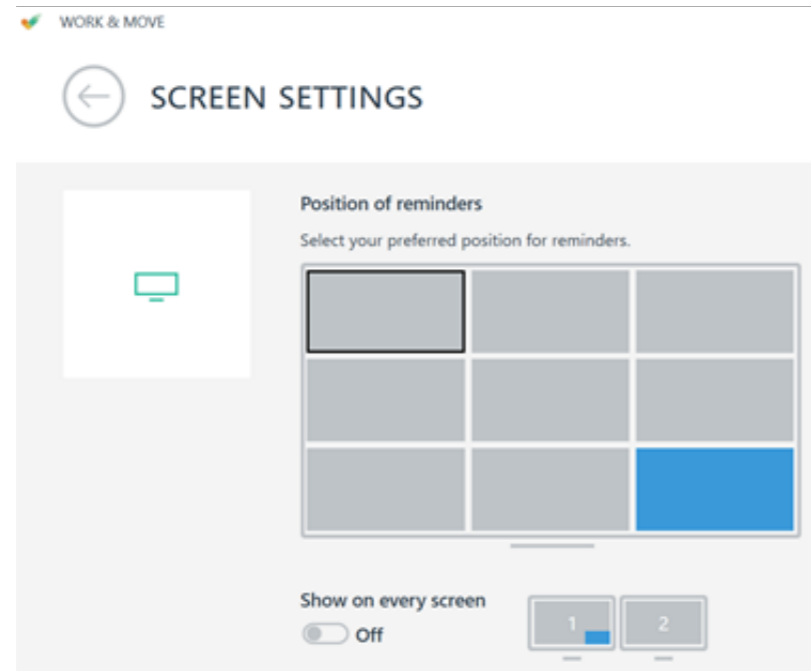 WORK & MOVE
SCREEN SETTINGS
Position of reminders
Select your preferred position for reminders.
Show on every screen
Off
1
2